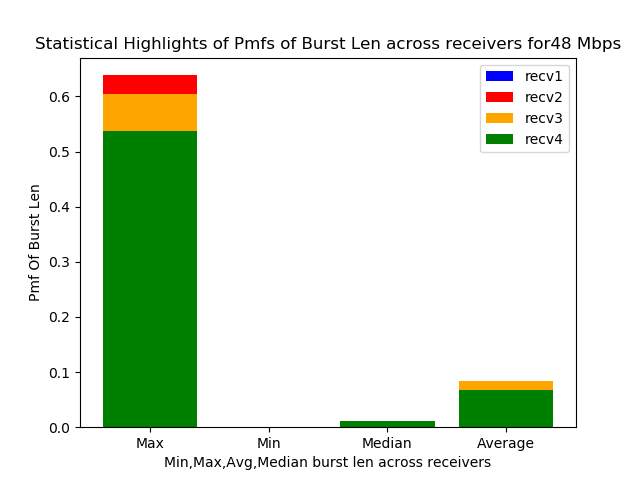 Statistical Highlights of Pmfs of Burst Len across receivers for48 Mbps
recv1
recv2
recv3
recv4
Pmf Of Burst Len
0.6
0.5
0.4
0.3
0.2
0.1
0.0
Max Min Median Average
Min,Max,Avg,Median burst len across receivers